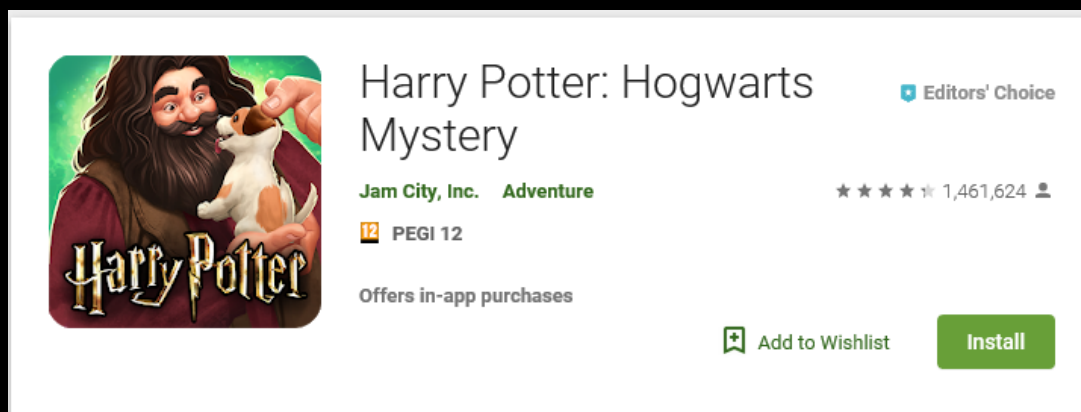 Harry Potter
Harry Potter: Hogwarts
Mystery
Editors' Choice
Jam City, Inc. Adventure
1,461,624
12 PEGI 12
Offers in-app purchases
Add to Wishlist
Install